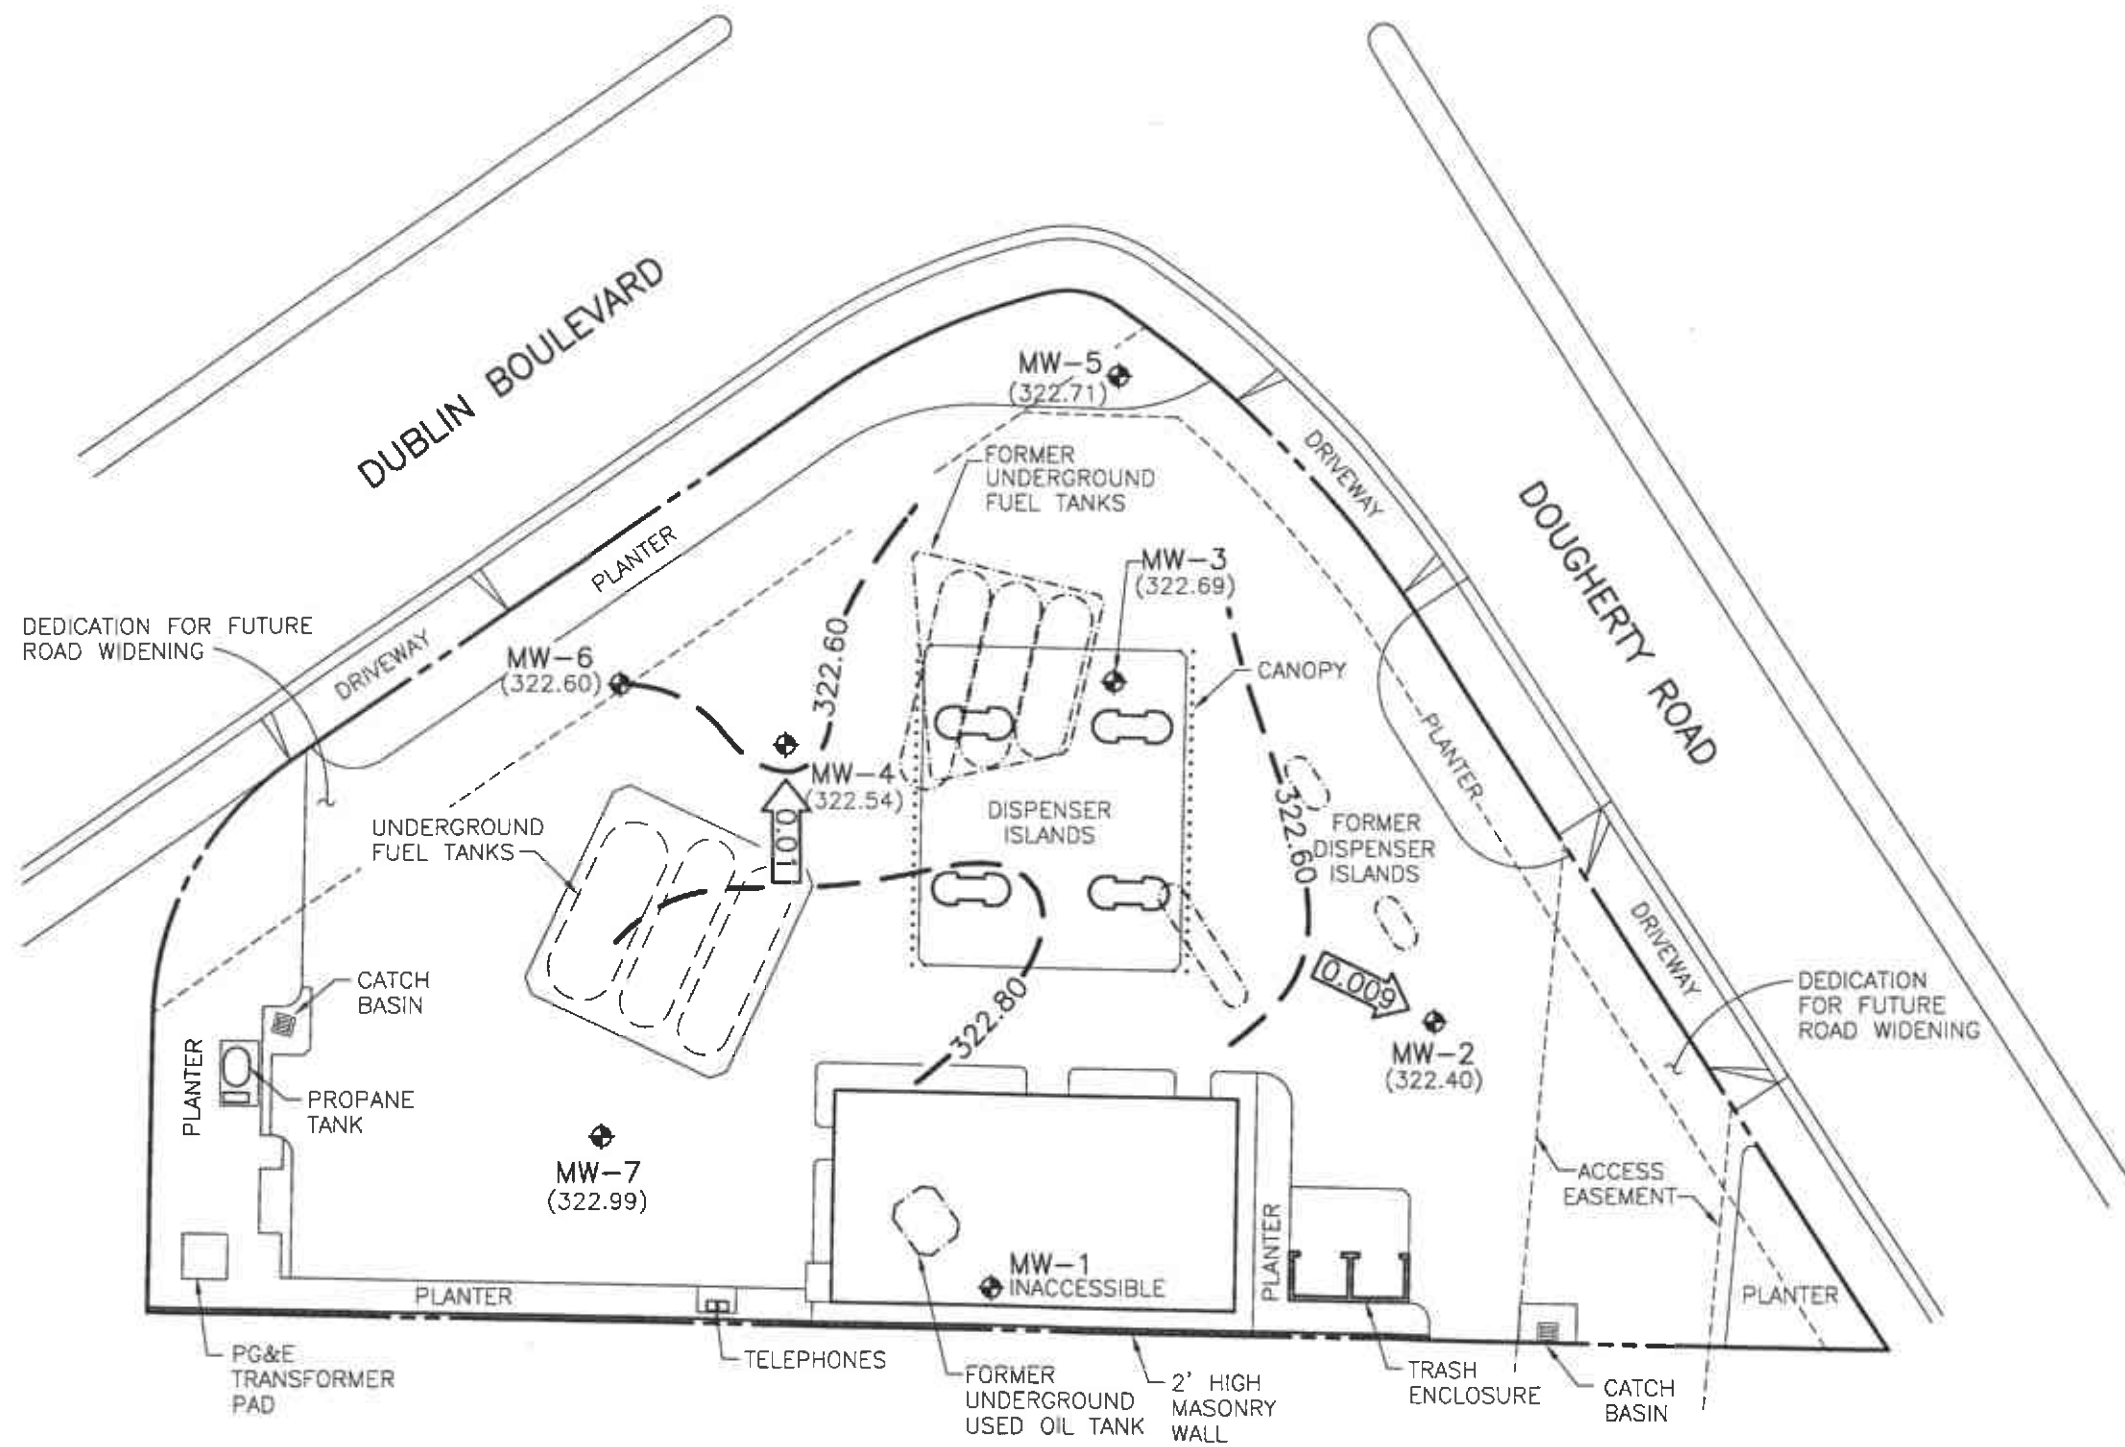 DUBLIN BOULEVARD
DOUGHERTY ROAD
MW-5
(322.71)
DRIVEWAY
FORMER
UNDERGROUND
FUEL TANKS
PLANTER
MW-3
(322.69)
DEDICATION FOR FUTURE
ROAD WIDENING
DRIVEWAY
MW-6
(322.60)
322.60
CANOPY
PLANTER
MW-4
(322.54)
0.01
UNDERGROUND
FUEL TANKS
DISPENSER
ISLANDS
322.60
FORMER
DISPENSER
ISLANDS
DRIVEWAY
CATCH
BASIN
322.80
0.009
DEDICATION
FOR FUTURE
ROAD WIDENING
MW-2
(322.40)
PLANTER
PROPANE
TANK
MW-7
(322.99)
ACCESS
EASEMENT
PLANTER
MW-1
INACCESSIBLE
PLANTER
PLANTER
PG&E
TRANSFORMER
PAD
TELEPHONES
FORMER
UNDERGROUND
USED OIL TANK
2' HIGH
MASONRY
WALL
TRASH
ENCLOSURE
CATCH
BASIN